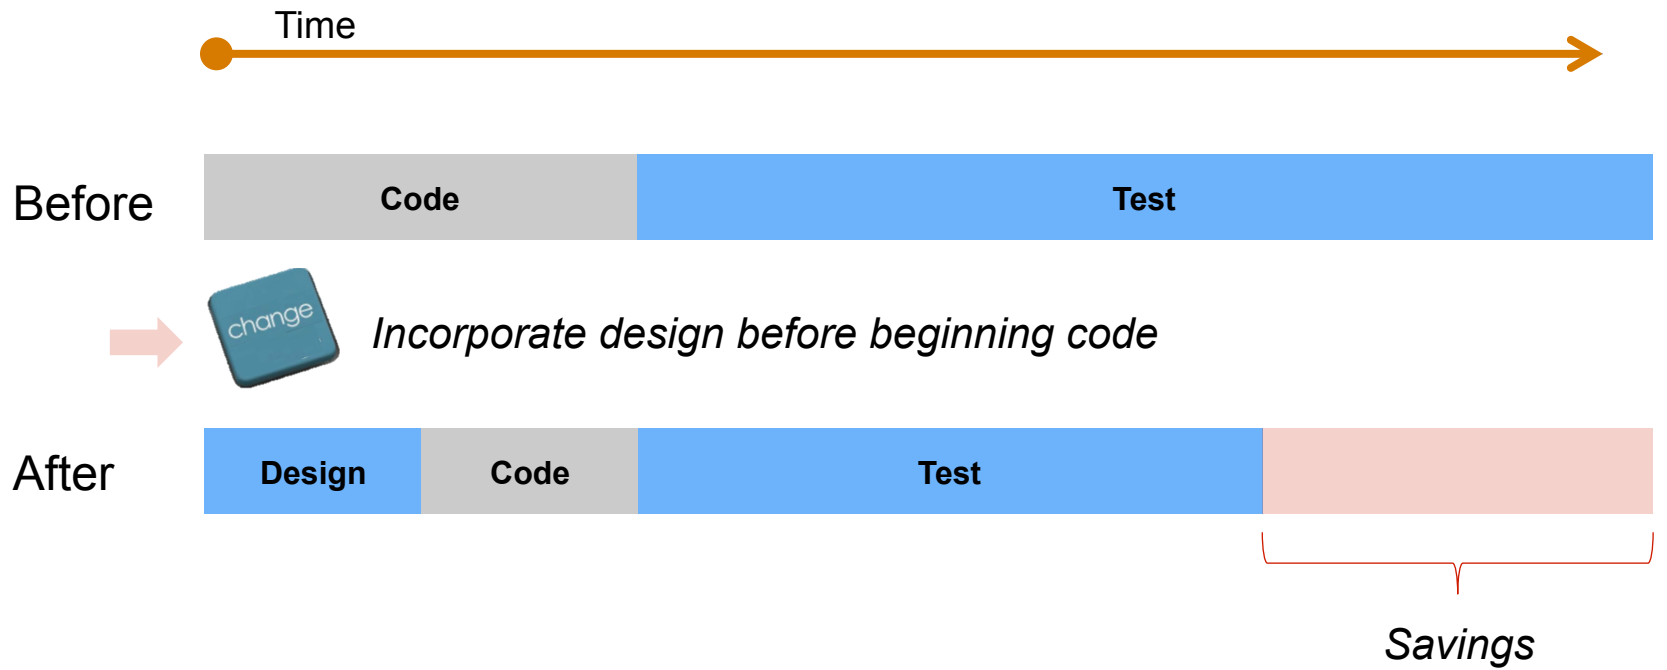 Time
Before
Code
Test
change
Incorporate design before beginning code
After
Design
Code
Test
Savings